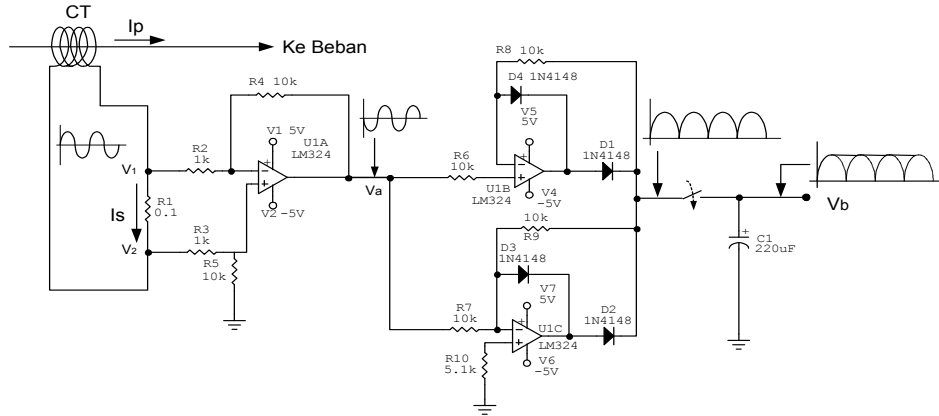 CT
Ip
Ke Beban
R8 10k
D4 1N4148
R4 10k
V5
5V
V1 5V
U1A
LM324
D1
1N4148
R2
1k
V1
R6
10k
Va
U1B
LM324
V4
-5V
Vb
V2 -5V
R1
0.1
Is
10k
R9
R3
1k
V2
C1
220uF
D3
1N4148
R5
10k
V7
5V
R7
10k
U1C
LM324
D2
1N4148
R10
5.1k
V6
-5V